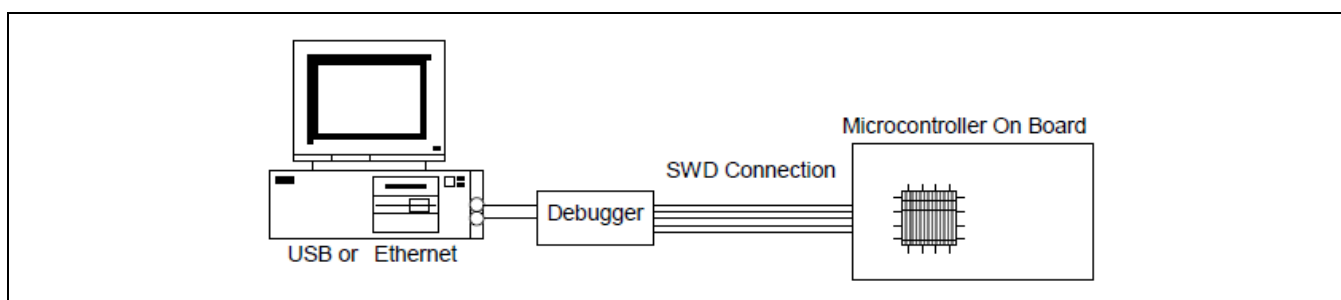 Microcontroller On Board
SWD Connection
Debugger
USB or Ethernet